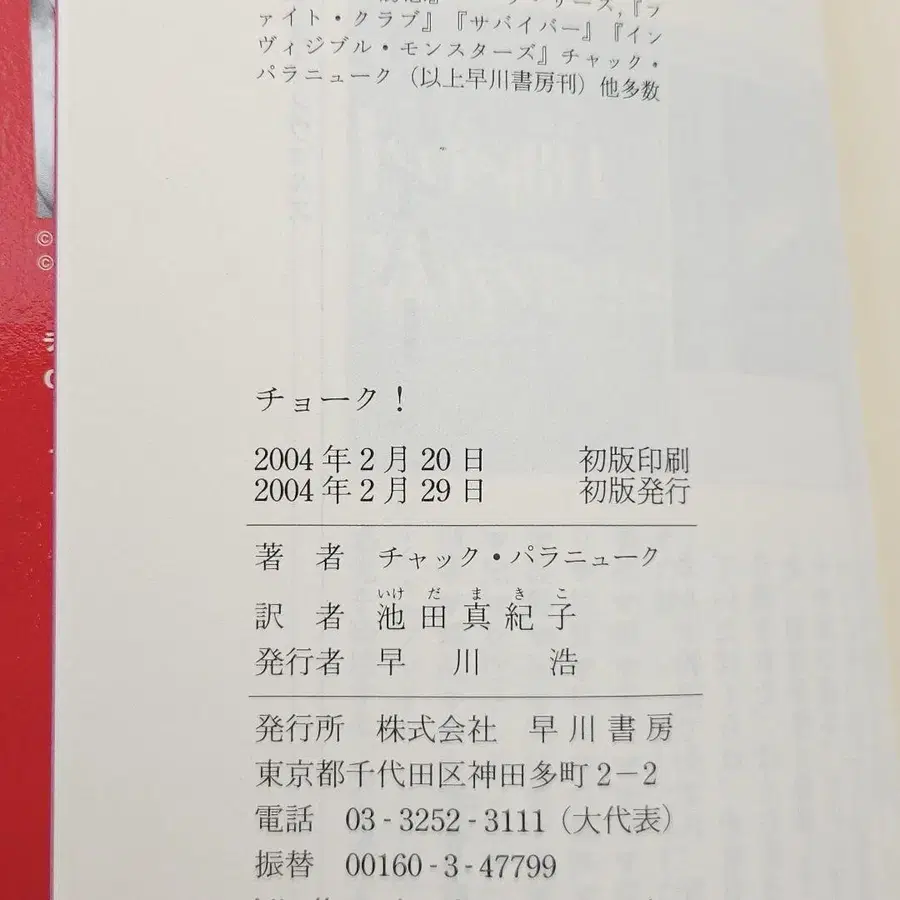 ァイト・クラブ』『サバイバー』『イン
ヴィジブル・モンスターズ』チャック・
パラニューク（以上早川書房刊）他多数
チョーク！
2004年2月20日 初版印刷
2004年2月29日 初版発行
著者 チャック・パラニューク
いけだまきこ
訳者 池田真紀子
発行者 早川浩
発行所 株式会社 早川書房
東京都千代田区神田多町2-2
電話 03-3252-3111（大代表）
振替 00160-3-47799